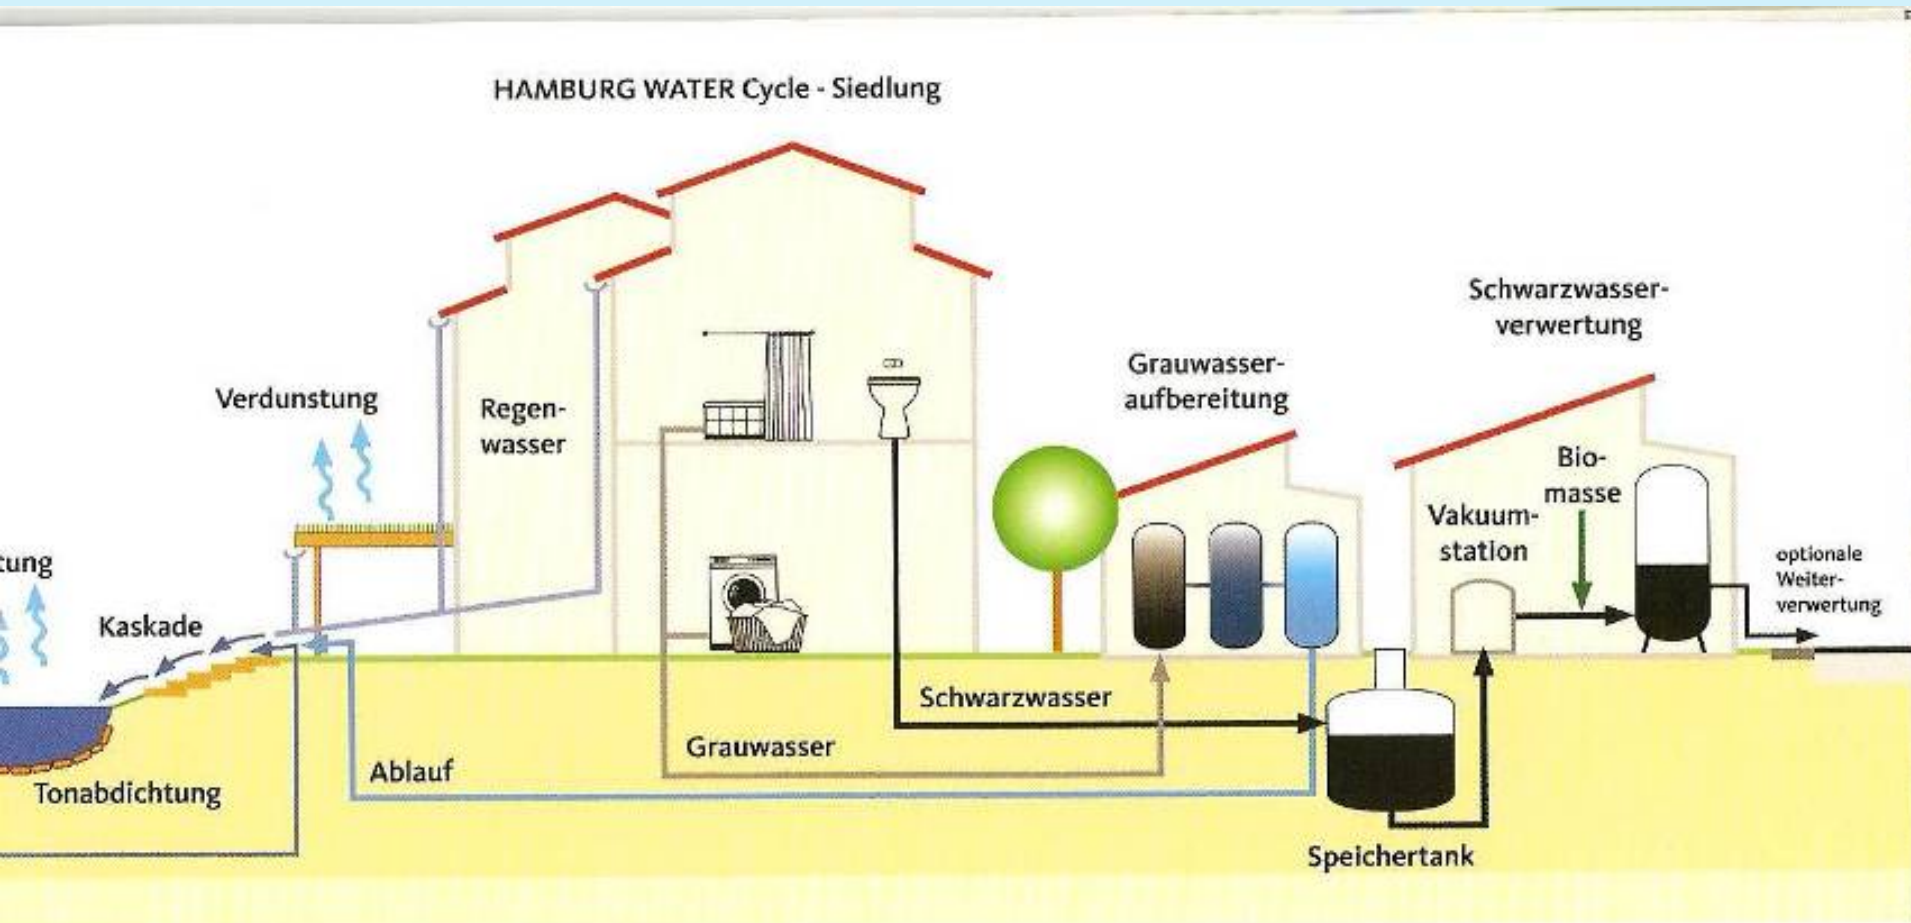 HAMBURG WATER Cycle - Siedlung
Schwarzwasser-
verwertung
Grauwasser-
aufbereitung
Verdunstung
Regen-
wasser
Bio-
masse
Vakuum-
station
optionale
Weiter-
verwertung
tung
Kaskade
Schwarzwasser
Grauwasser
Ablauf
Tonabdichtung
Speichertank